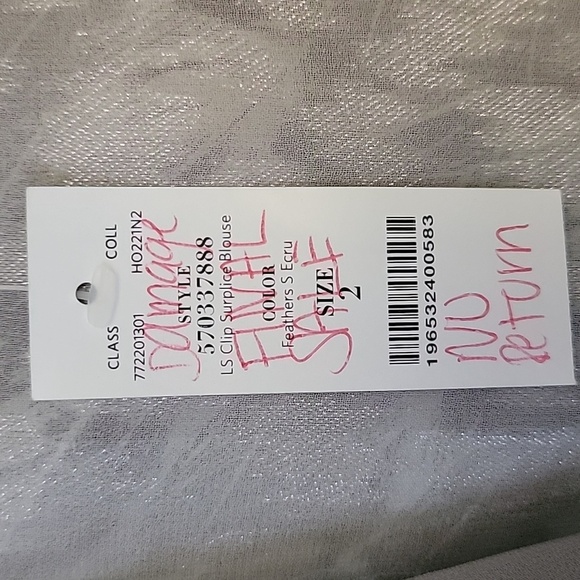 CLASS COLL
772201301 HO221N2
Damage
STYLE
570337888
LS Clip Surplice Blouse
FINAL
COLOR
Feathers S Ecru
SALE
SIZE
2
196532400583
NO
Return